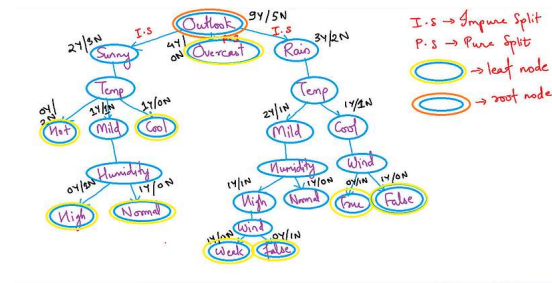 Outlook
9Y/5N
I.S
I.S
P.S
2Y/3N
4Y/
0N
3Y/2N
Sunny
Overcast
Rain
Temp
Temp
0Y/
2N
1Y/1N
1Y/0N
2Y/1N
1Y/1N
Hot
Mild
Cool
Mild
Cool
Humidity
Humidity
Wind
0Y/1N
1Y/0N
1Y/1N
1Y/0N
0Y/1N
1Y/0N
High
Normal
High
Normal
True
False
Wind
1Y/0N
0Y/1N
Weak
False
I.S → Impure Split
P.S → Pure Split
→ leaf node
→ root node